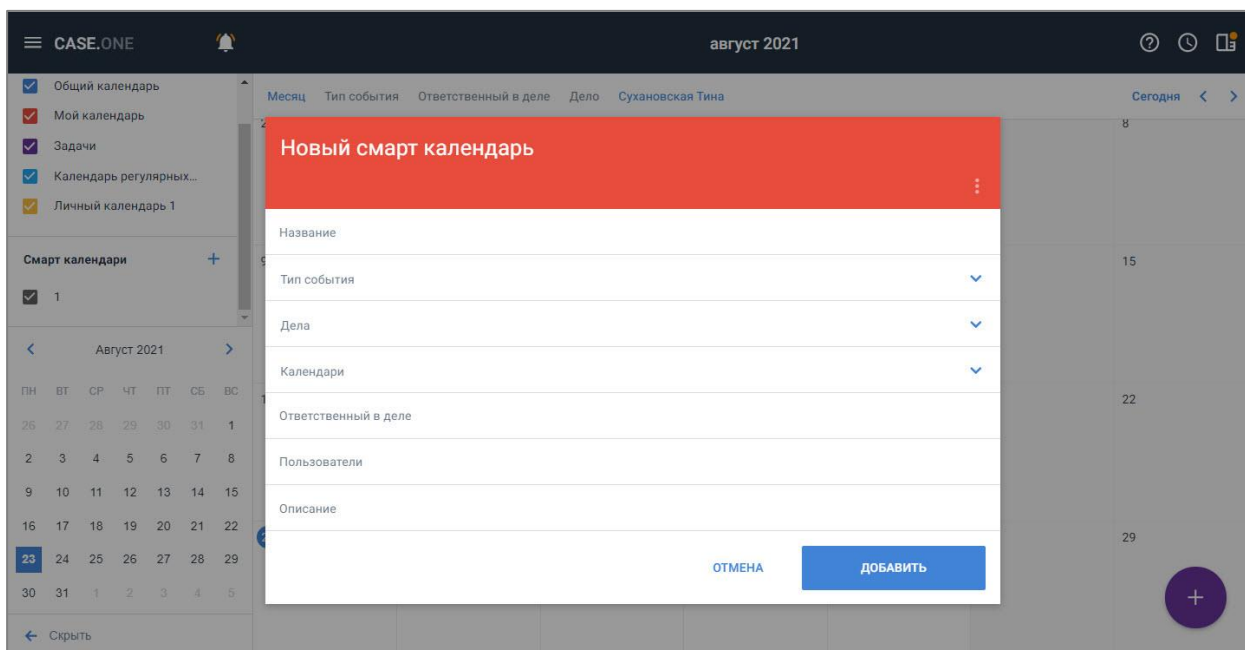 CASE.ONE
август 2021
Общий календарь
Мой календарь
Задачи
Календарь регулярных...
Личный календарь 1
Смарт календари
1
Август 2021
ПН ВТ СР ЧТ ПТ СБ ВС
26 27 28 29 30 31 1
2 3 4 5 6 7 8
9 10 11 12 13 14 15
16 17 18 19 20 21 22
23 24 25 26 27 28 29
30 31 1 2 3 4 5
Скрыть
Месяц Тип события Ответственный в деле Дело Сухановская Тина Сегодня
8
15
22
29
Новый смарт календарь
Название
Тип события
Дела
Календари
Ответственный в деле
Пользователи
Описание
ОТМЕНА ДОБАВИТЬ